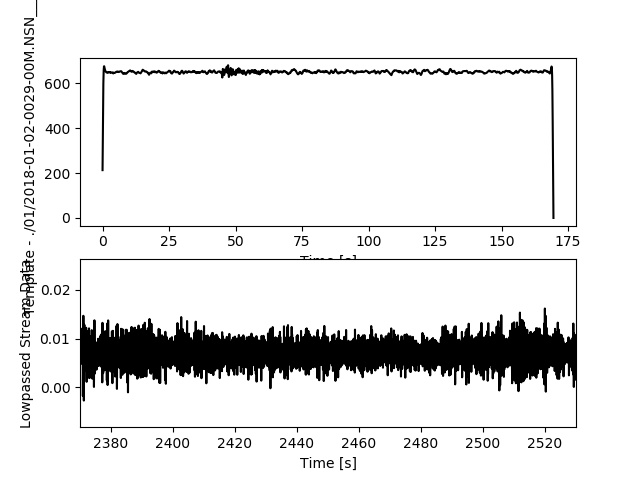 Template - ./01/2018-01-02-0029-00M.NSN__
600
400
200
0
0 25 50 75 100 125 150 175
Time [s]
Lowpassed Stream Data
0.02
0.01
0.00
2380 2400 2420 2440 2460 2480 2500 2520
Time [s]